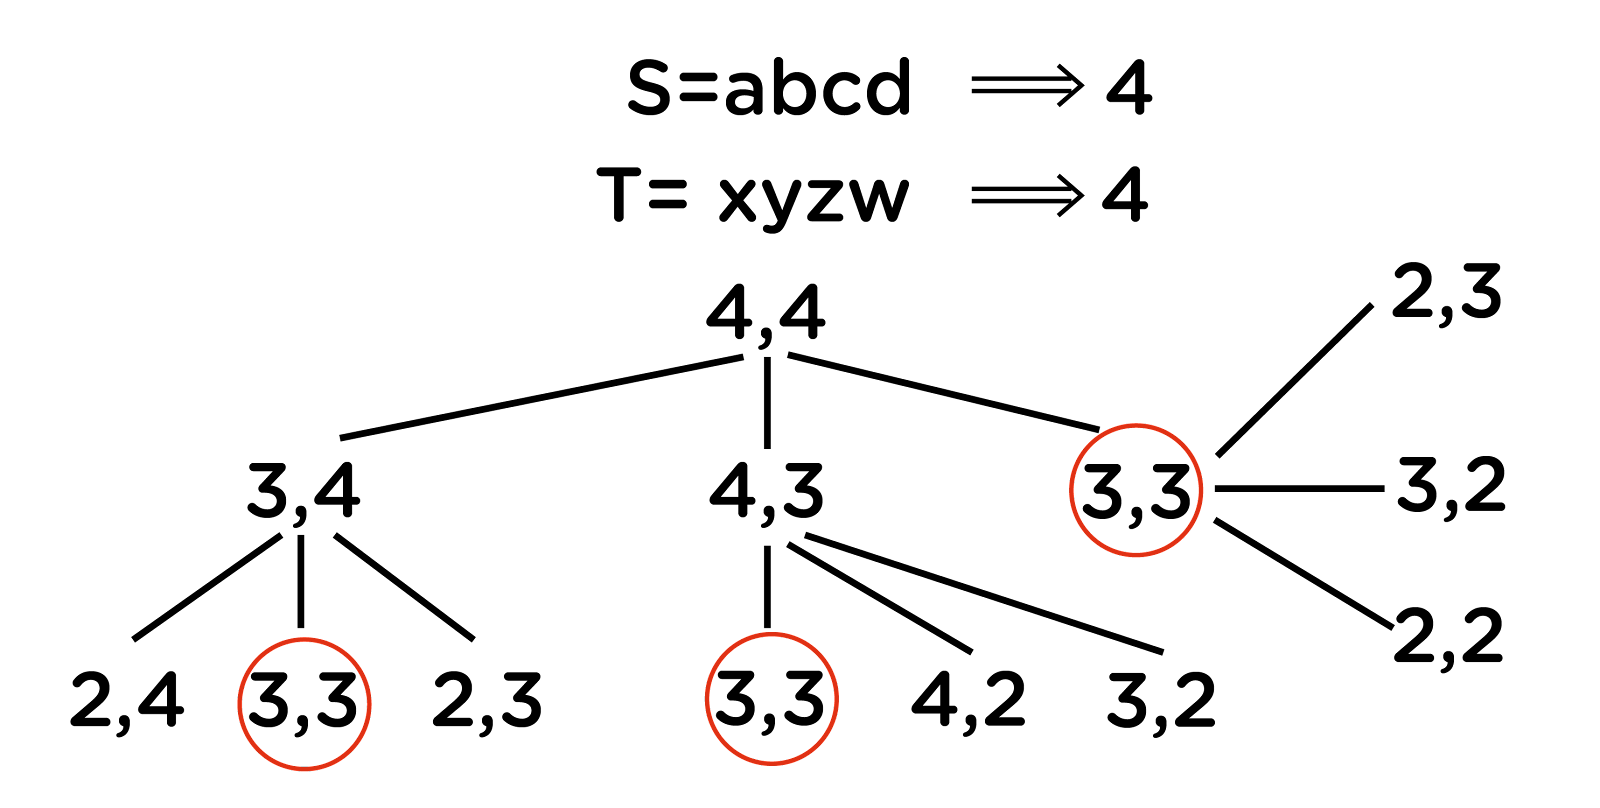 S=abcd ⟹ 4
T= xyzw ⟹ 4
4,4
2,3
3,4 4,3 3,3 3,2
2,2
2,4 3,3 2,3 3,3 4,2 3,2